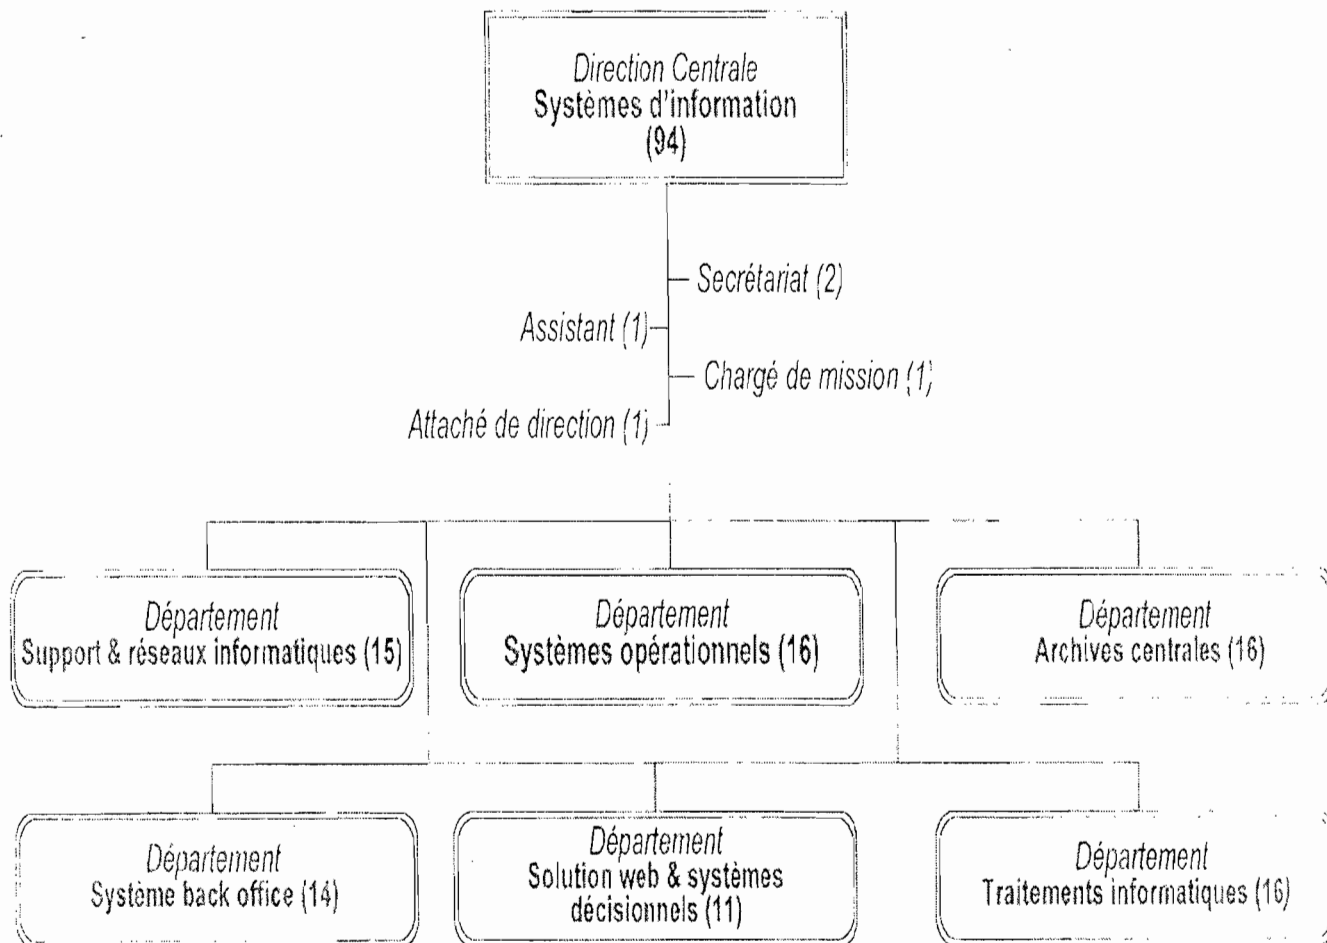 Direction Centrale
Systèmes d'information
(94)
Secrétariat (2)
Assistant (1)
Chargé de mission (1)
Attaché de direction (1)
Département
Support & réseaux informatiques (15)
Département
Systèmes opérationnels (16)
Département
Archives centrales (16)
Département
Système back office (14)
Département
Solution web & systèmes
décisionnels (11)
Département
Traitements informatiques (16)